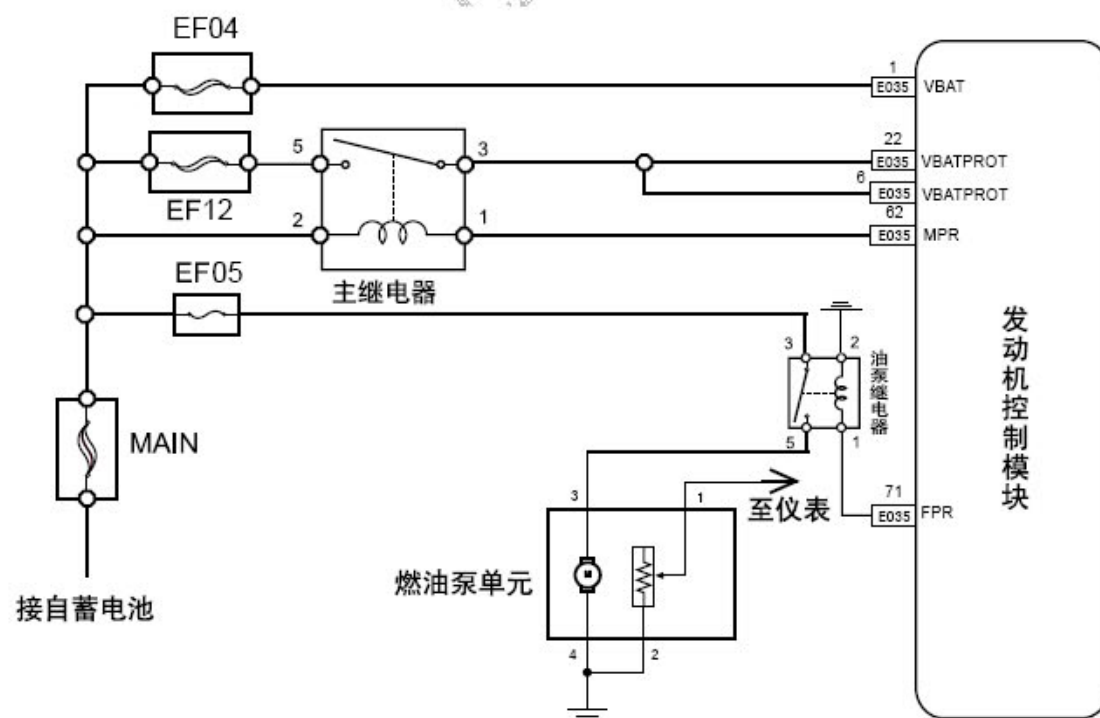 EF04
1
E035 VBAT
EF12
5
3
22
E035 VBATPROT
6
E035 VBATPROT
2
1
62
E035 MPR
主继电器
EF05
3
2
油泵继电器
5
1
发动机控制模块
MAIN
3
1
至仪表
71
E035 FPR
燃油泵单元
M
4
2
接自蓄电池